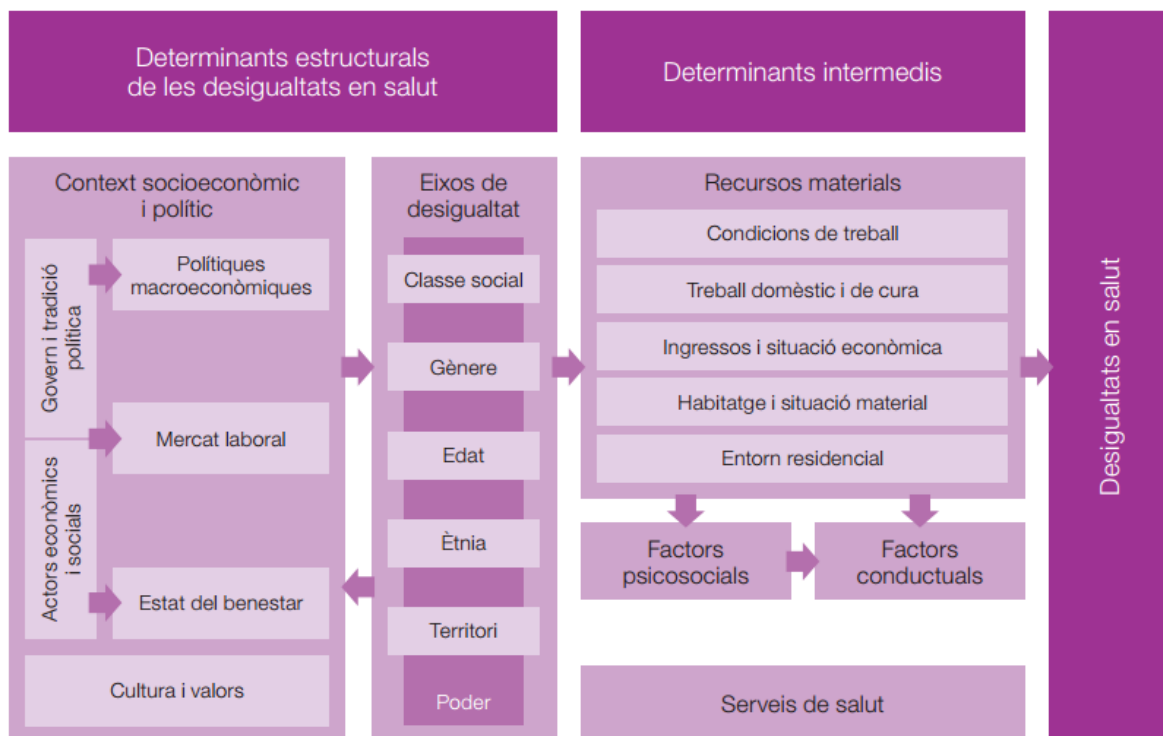 Determinants estructurals
de les desigualtats en salut
Determinants intermedis
Desigualtats en salut
Context socioeconòmic
i polític
Govern i tradició
política
Actors econòmics
i socials
Polítiques
macroeconòmiques
Mercat laboral
Estat del benestar
Cultura i valors
Eixos de
desigualtat
Classe social
Gènere
Edat
Ètnia
Territori
Poder
Recursos materials
Condicions de treball
Treball domèstic i de cura
Ingressos i situació econòmica
Habitatge i situació material
Entorn residencial
Factors
psicosocials
Factors
conductuals
Serveis de salut